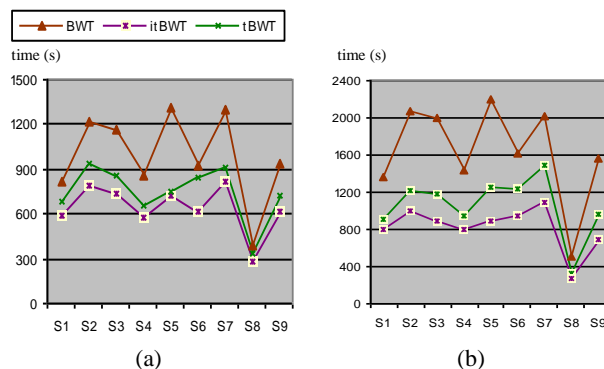 BWT itBWT tBWT
time (s) time (s)
1500 2400
1200 2000
900 1600
600 1200
300 800
0 400
0
S1 S2 S3 S4 S5 S6 S7 S8 S9 S1 S2 S3 S4 S5 S6 S7 S8 S9
(a) (b)